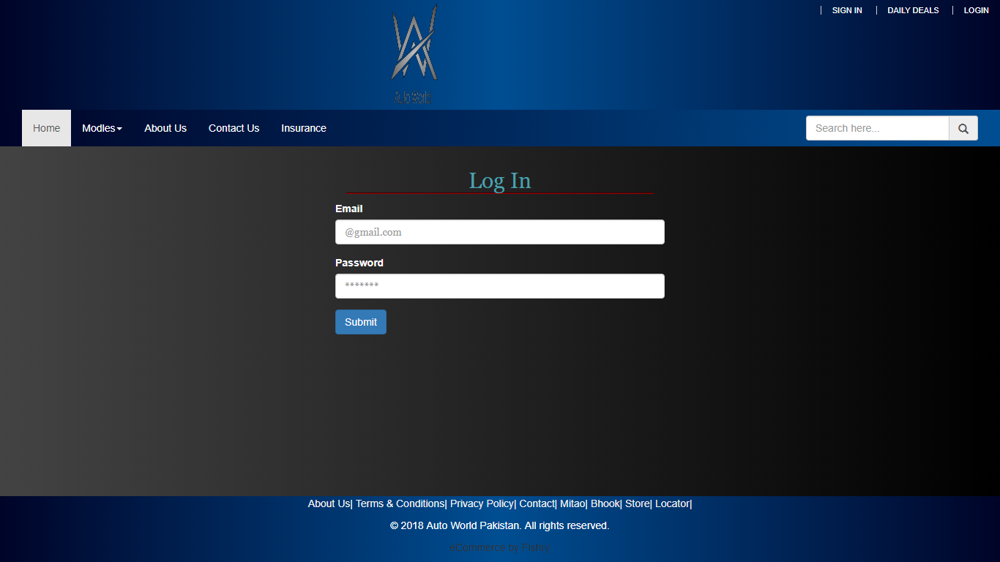 SIGN IN DAILY DEALS LOGIN
Auto World
Home Modles About Us Contact Us Insurance Search here...
Log In
Email
@gmail.com
Password
*******
Submit
About Us| Terms & Conditions| Privacy Policy| Contact| Mitao| Bhook| Store| Locator|
© 2018 Auto World Pakistan. All rights reserved.
eCommerce by Fishry